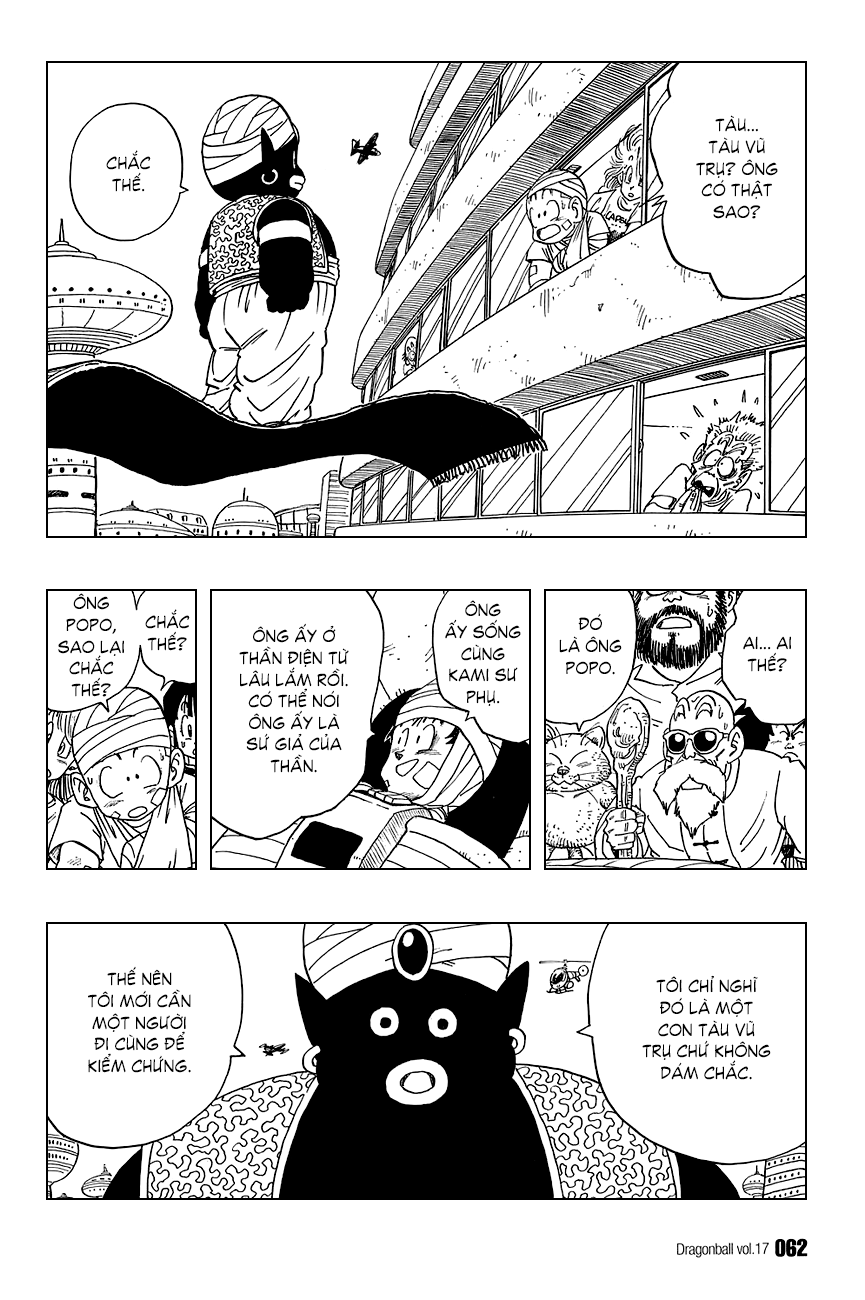 TÀU...
TÀU VŨ
TRỤ? ÔNG
CÓ THẬT
SAO?
CHẮC
THẾ.
AI... AI
THẾ?
ĐÓ
LÀ ÔNG
POPO.
ÔNG
ẤY SỐNG
CÙNG
KAMI SƯ
PHỤ.
ÔNG ẤY Ở
THẦN ĐIỆN TỪ
LÂU LẮM RỒI.
CÓ THỂ NÓI
ÔNG ẤY LÀ
SỨ GIẢ CỦA
THẦN.
CHẮC
THẾ?
ÔNG
POPO,
SAO LẠI
CHẮC
THẾ?
TÔI CHỈ NGHĨ
ĐÓ LÀ MỘT
CON TÀU VŨ
TRỤ CHỨ KHÔNG
DÁM CHẮC.
THẾ NÊN
TÔI MỚI CẦN
MỘT NGƯỜI
ĐI CÙNG ĐỂ
KIỂM CHỨNG.
Dragonball vol.17 062